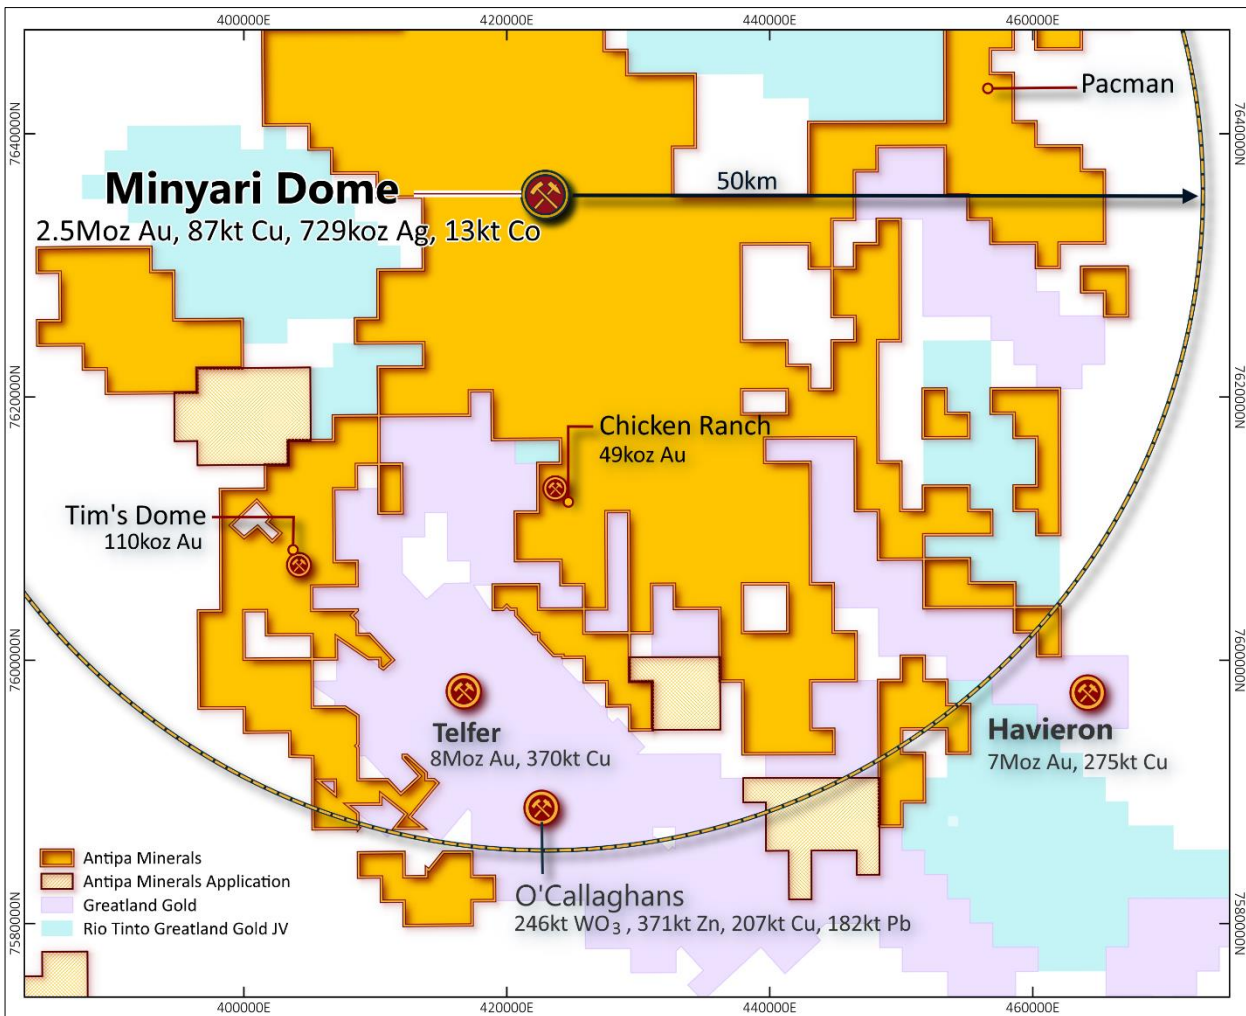 400000E
420000E
440000E
460000E
Pacman
7640000N
7640000N
50km
Minyari Dome
2.5Moz Au, 87kt Cu, 729koz Ag, 13kt Co
7620000N
7620000N
Chicken Ranch
49koz Au
Tim's Dome
110koz Au
7600000N
7600000N
Telfer
8Moz Au, 370kt Cu
Havieron
7Moz Au, 275kt Cu
Antipa Minerals
Antipa Minerals Application
Greatland Gold
Rio Tinto Greatland Gold JV
O'Callaghans
246kt WO₃ , 371kt Zn, 207kt Cu, 182kt Pb
7580000N
7580000N
400000E
420000E
440000E
460000E